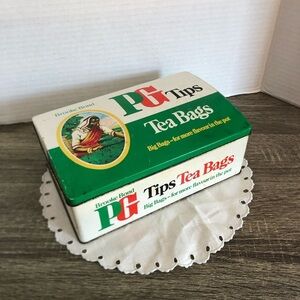 Brooke Bond
PG Tips
Tea Bags
Big Bags-for more flavour in the pot
Brooke Bond
PG Tips Tea Bags
Big Bags-for more flavour in the pot